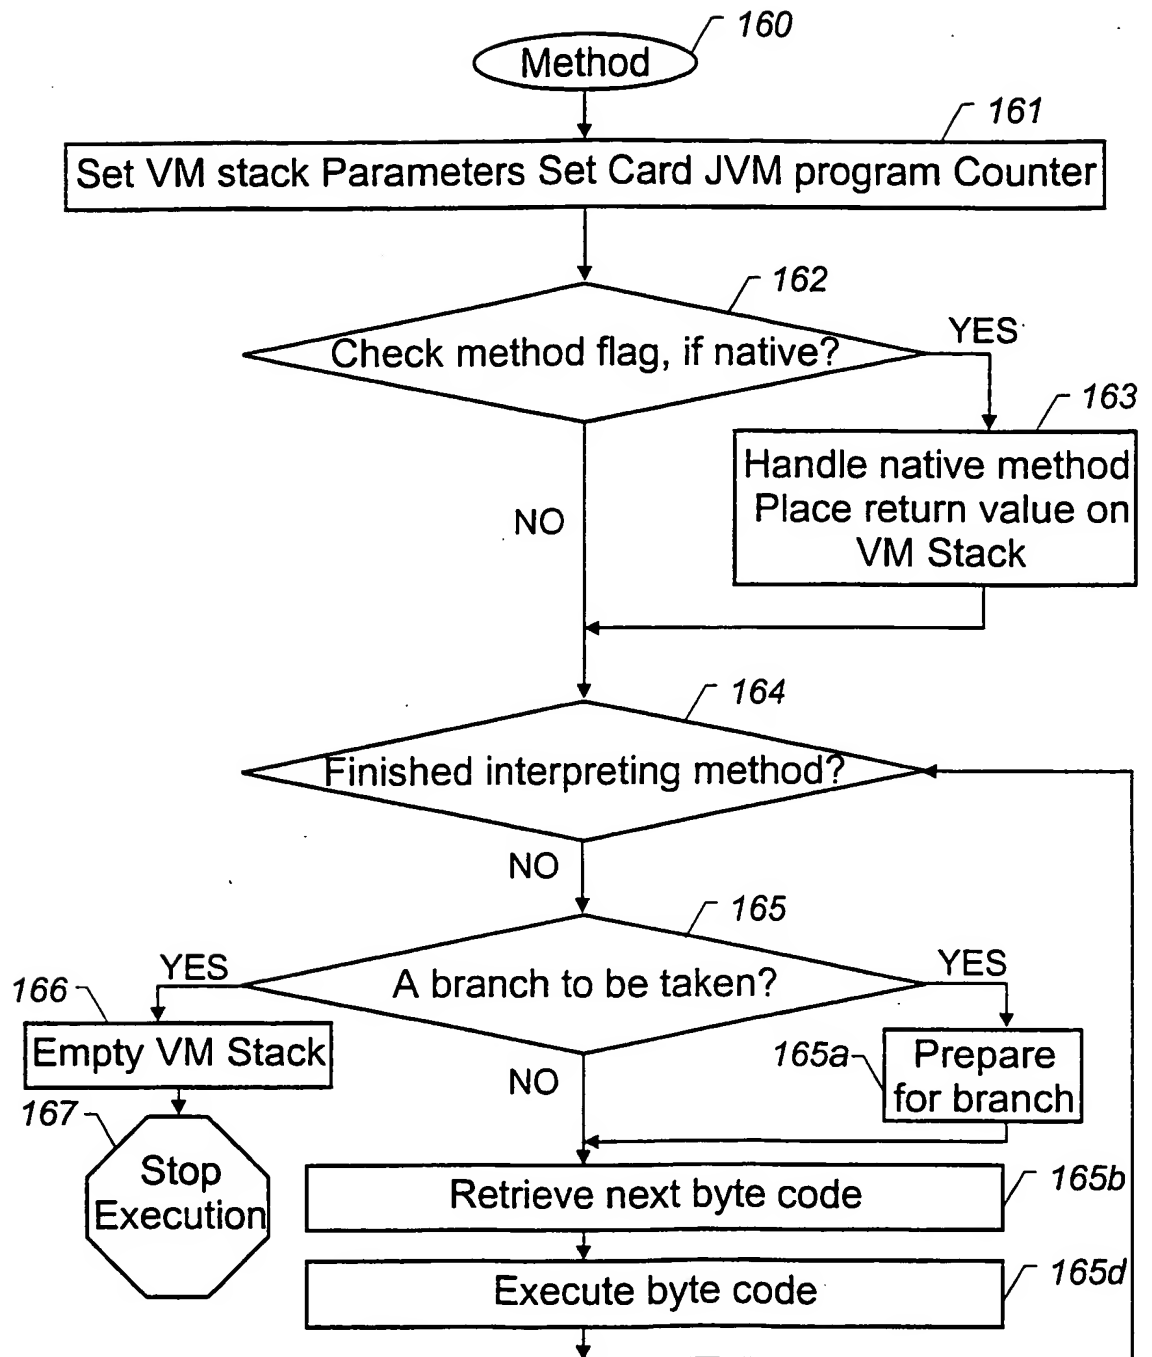 160
Method
161
Set VM stack Parameters Set Card JVM program Counter
162
Check method flag, if native?
YES
163
Handle native method
Place return value on
VM Stack
NO
164
Finished interpreting method?
NO
165
A branch to be taken?
YES
YES
166
Empty VM Stack
165a
Prepare
for branch
NO
167
Stop
Execution
165b
Retrieve next byte code
165d
Execute byte code